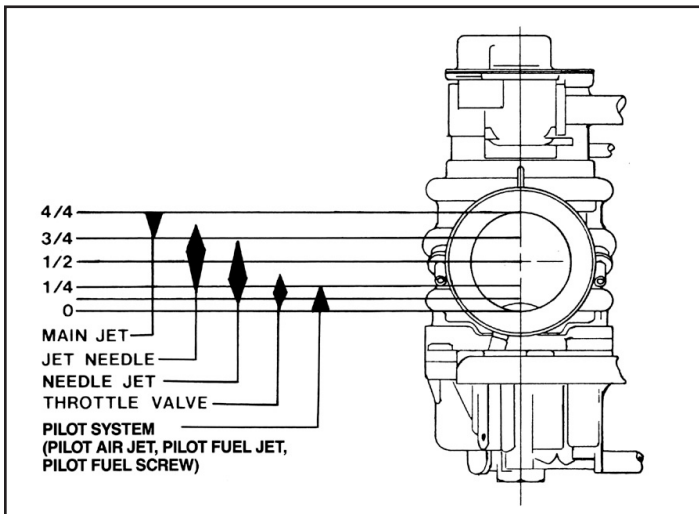 4/4
3/4
1/2
1/4
0
MAIN JET
JET NEEDLE
NEEDLE JET
THROTTLE VALVE
PILOT SYSTEM
(PILOT AIR JET, PILOT FUEL JET,
PILOT FUEL SCREW)